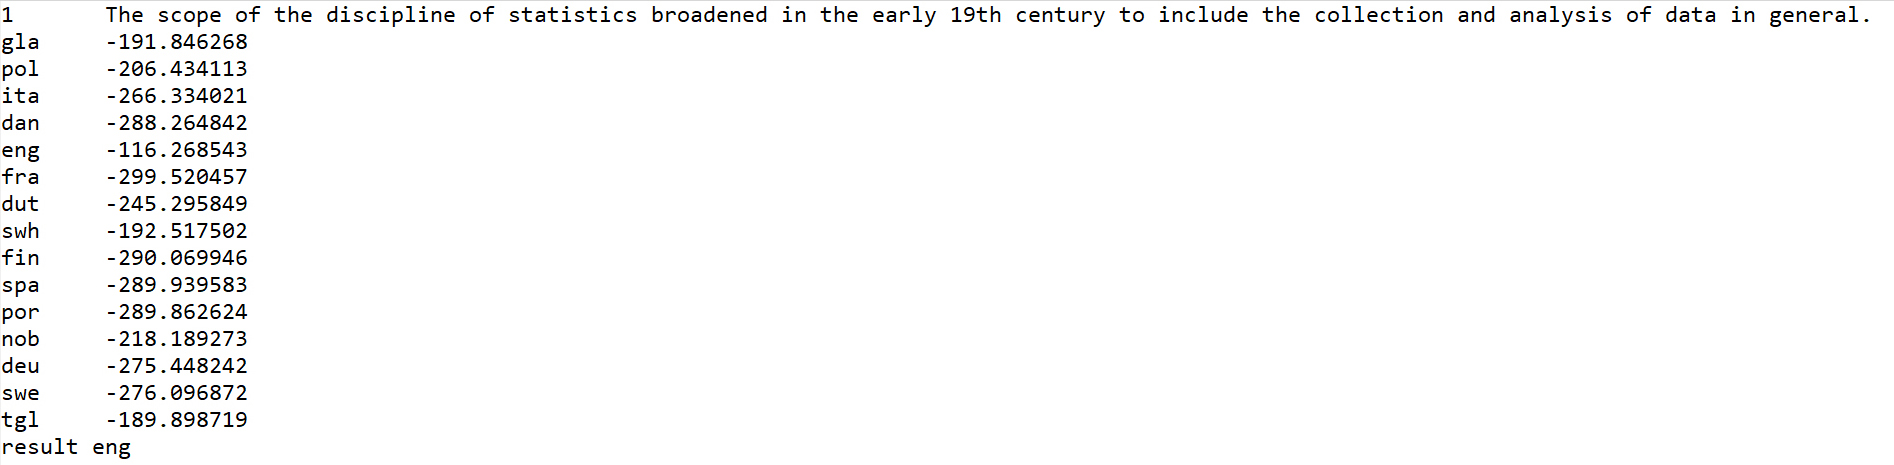 1	The scope of the discipline of statistics broadened in the early 19th century to include the collection and analysis of data in general.
gla	-191.846268
pol	-206.434113
ita	-266.334021
dan	-288.264842
eng	-116.268543
fra	-299.520457
dut	-245.295849
swh	-192.517502
fin	-290.069946
spa	-289.939583
por	-289.862624
nob	-218.189273
deu	-275.448242
swe	-276.096872
tgl	-189.898719
result eng